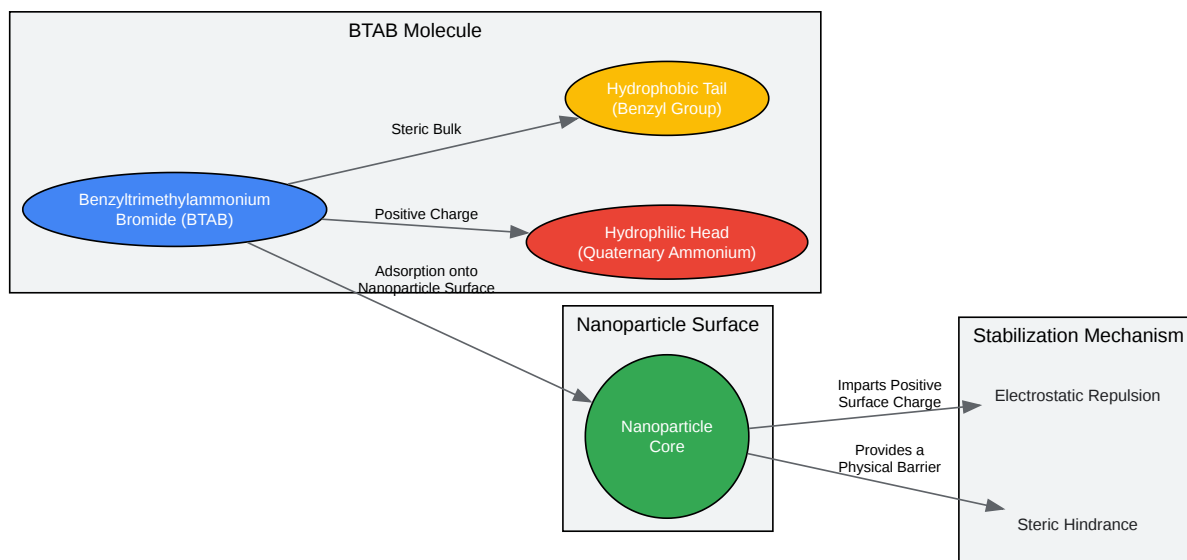 BTAB Molecule
Hydrophobic Tail
(Benzyl Group)
Steric Bulk
Benzyltrimethylammonium
Bromide (BTAB)
Positive Charge
Hydrophilic Head
(Quaternary Ammonium)
Adsorption onto
Nanoparticle Surface
Nanoparticle Surface
Nanoparticle
Core
Imparts Positive
Surface Charge
Provides a
Physical Barrier
Stabilization Mechanism
Electrostatic Repulsion
Steric Hindrance